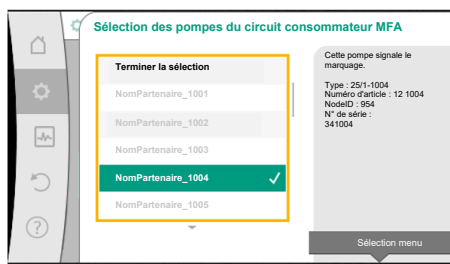 Sélection des pompes du circuit consommateur MFA
Terminer la sélection
NomPartenaire_1001
NomPartenaire_1002
NomPartenaire_1003
NomPartenaire_1004
NomPartenaire_1005
Cette pompe signale le
marquage.
Type : 25/1-1004
Numéro d'article : 12 1004
NodeID : 954
N° de série :
341004
Sélection menu